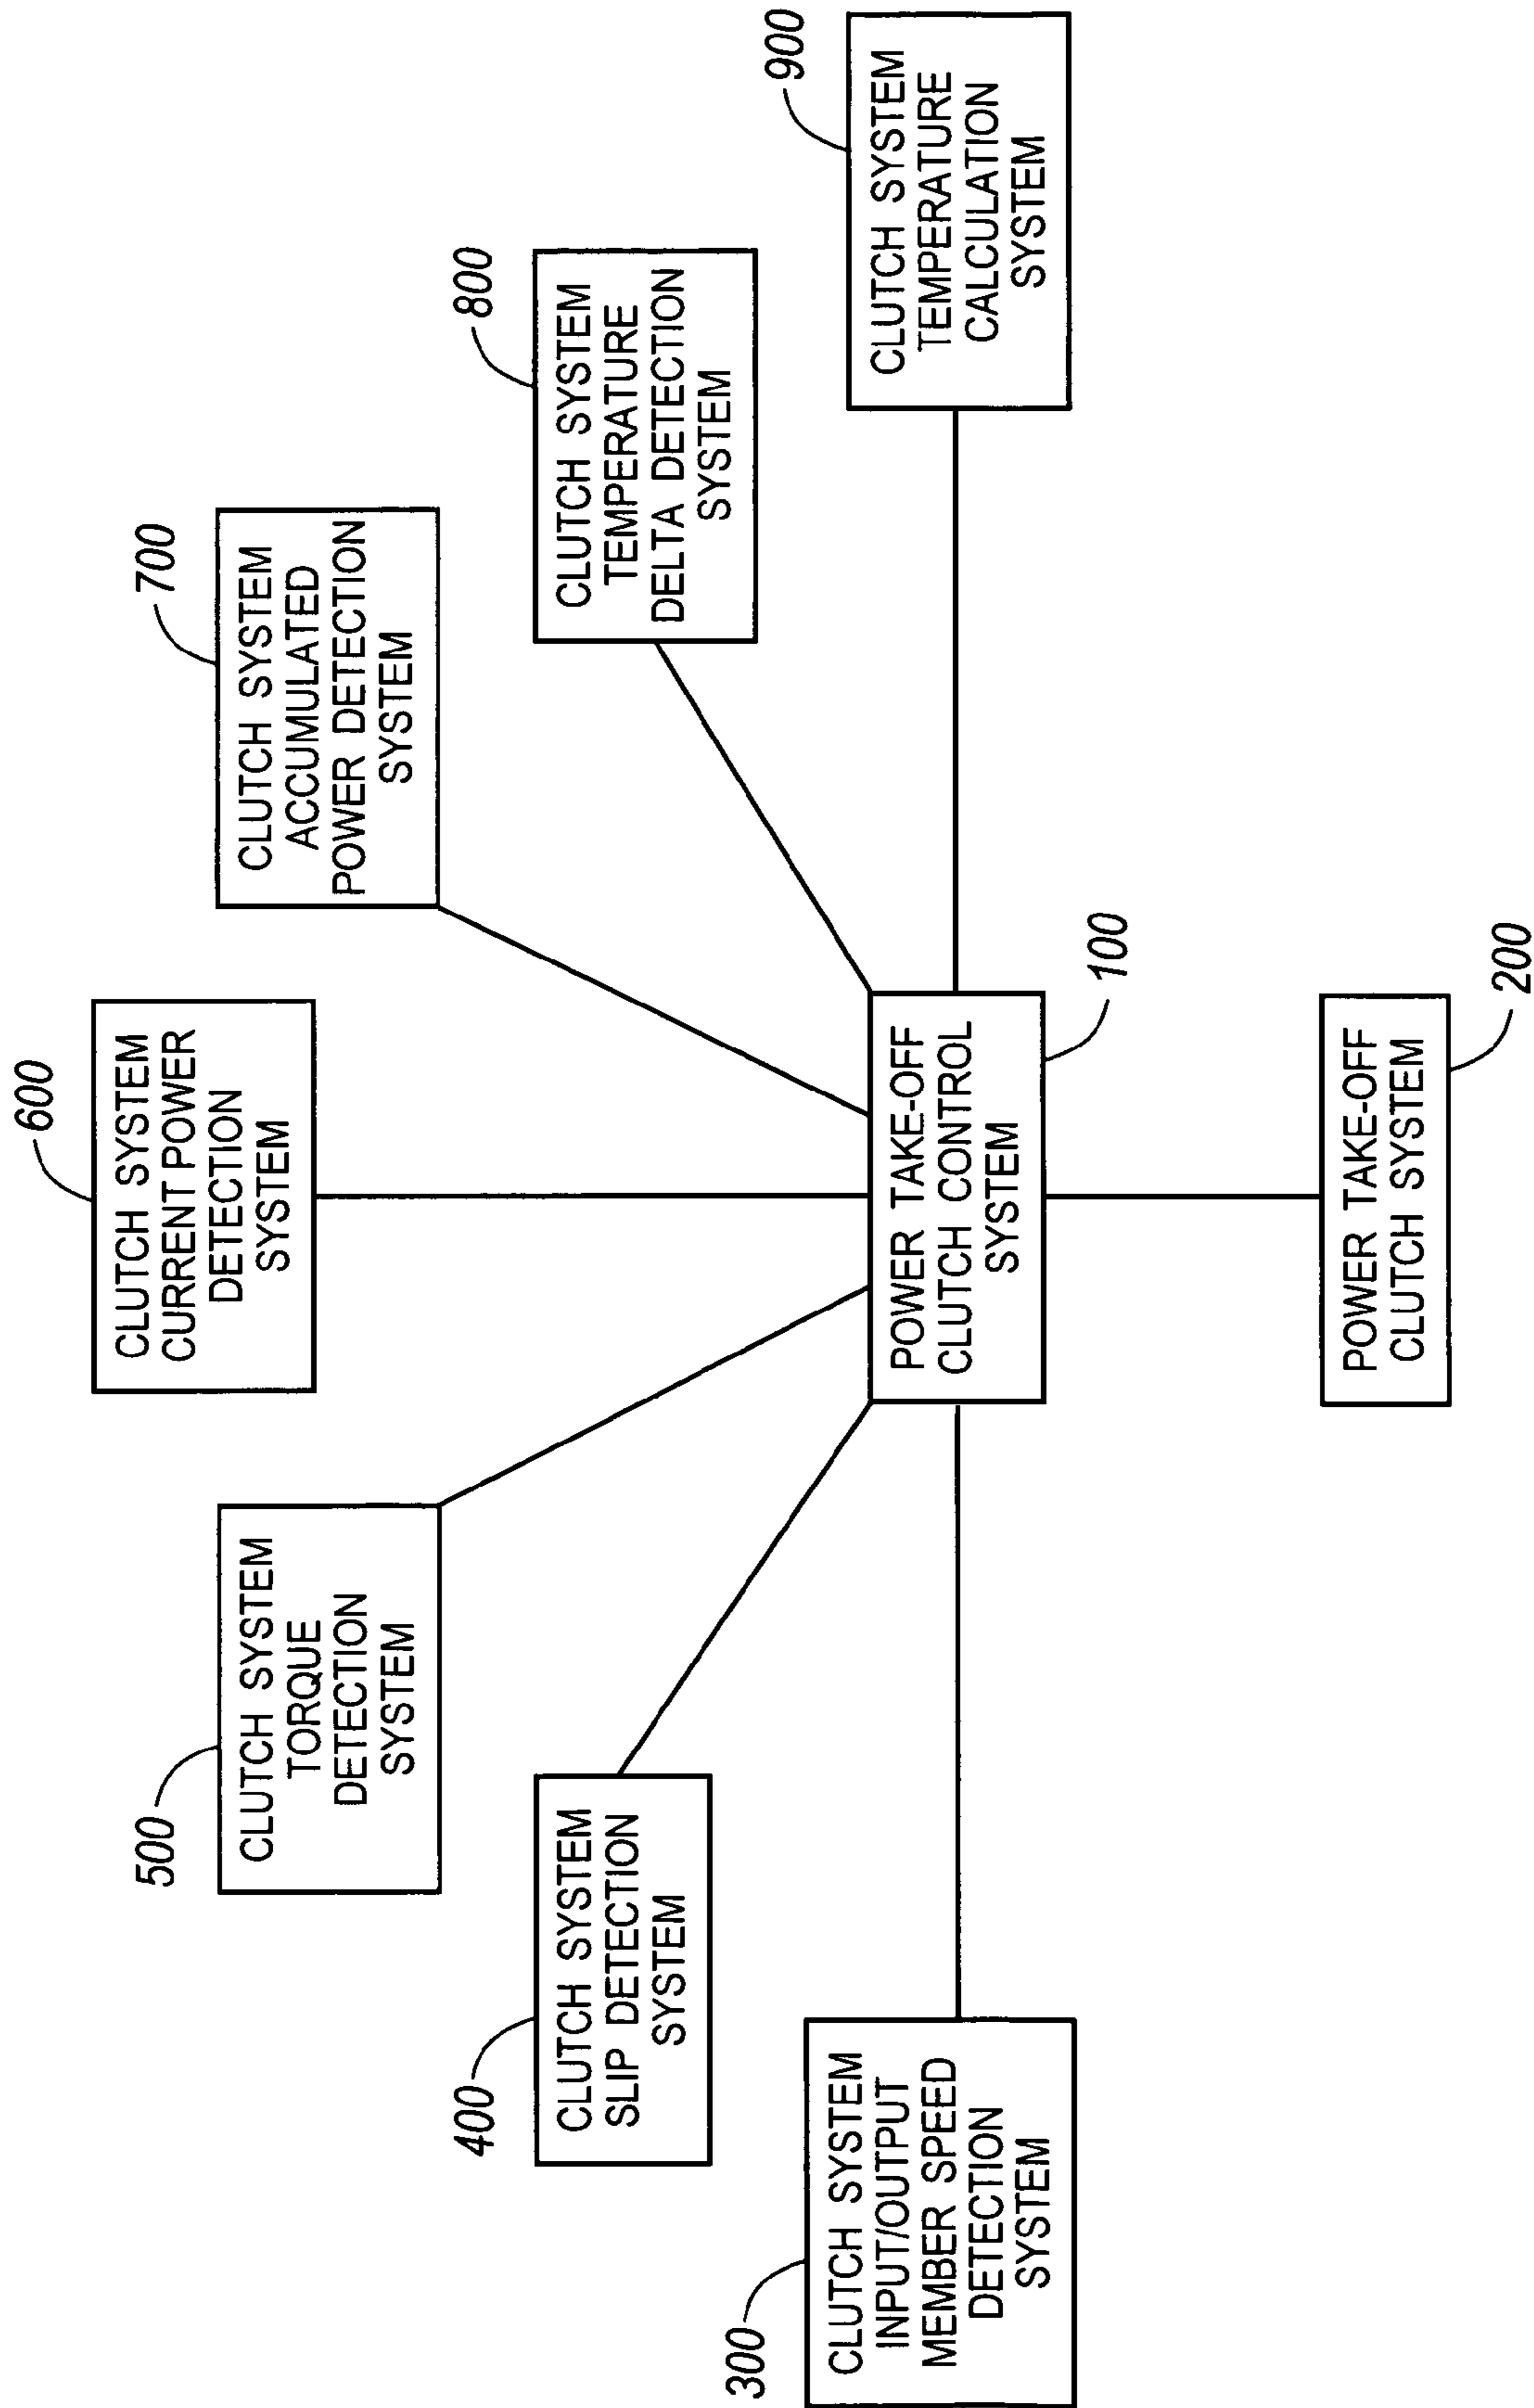 300
CLUTCH SYSTEM
INPUT/OUTPUT
MEMBER SPEED
DETECTION
SYSTEM
400
CLUTCH SYSTEM
SLIP DETECTION
SYSTEM
500
CLUTCH SYSTEM
TORQUE
DETECTION
SYSTEM
600
CLUTCH SYSTEM
CURRENT POWER
DETECTION
SYSTEM
700
CLUTCH SYSTEM
ACCUMULATED
POWER DETECTION
SYSTEM
800
CLUTCH SYSTEM
TEMPERATURE
DELTA DETECTION
SYSTEM
900
CLUTCH SYSTEM
TEMPERATURE
CALCULATION
SYSTEM
POWER TAKE-OFF
CLUTCH CONTROL
SYSTEM
100
POWER TAKE-OFF
CLUTCH SYSTEM
200